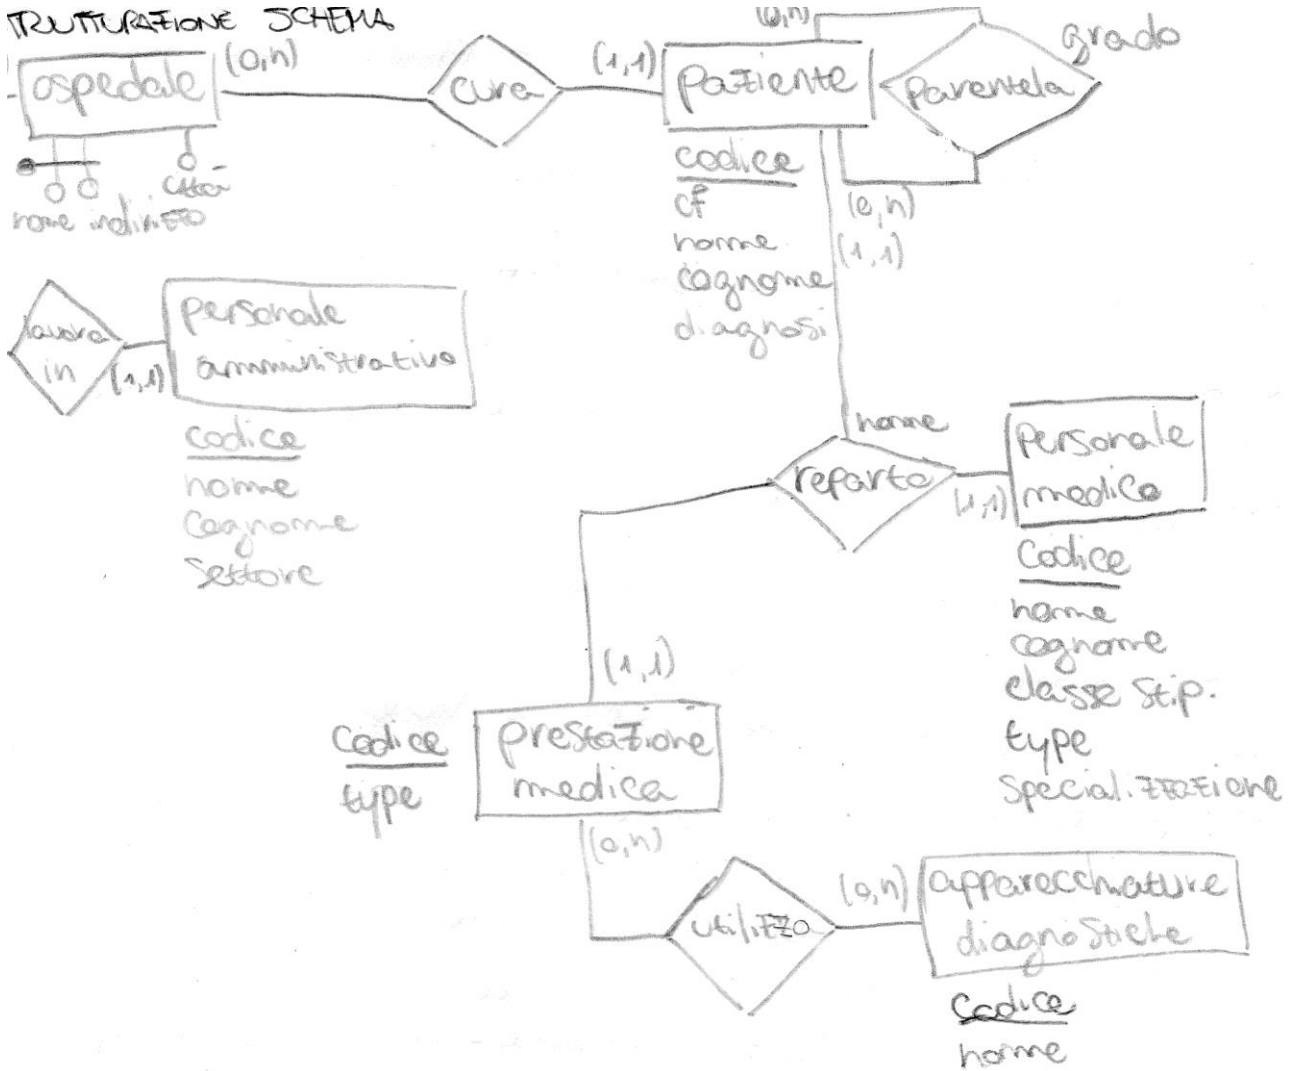 TRUTTURAZIONE SCHEMA
ospedale
(0,n)
cura
(1,1)
paziente
(0,n)
parentela
grado
nome indirizzo
città
codice
CF
nome
cognome
diagnosi
(0,n)
(1,1)
lavora
in
(1,1)
personale
amministrativo
codice
nome
Cognome
Settore
nome
reparto
(1,1)
personale
medico
Codice
nome
cognome
classe stip.
type
specializzazione
(1,1)
Codice
type
prestazione
medica
(0,n)
utilizzo
(0,n)
apparecchiature
diagnostiche
Codice
nome